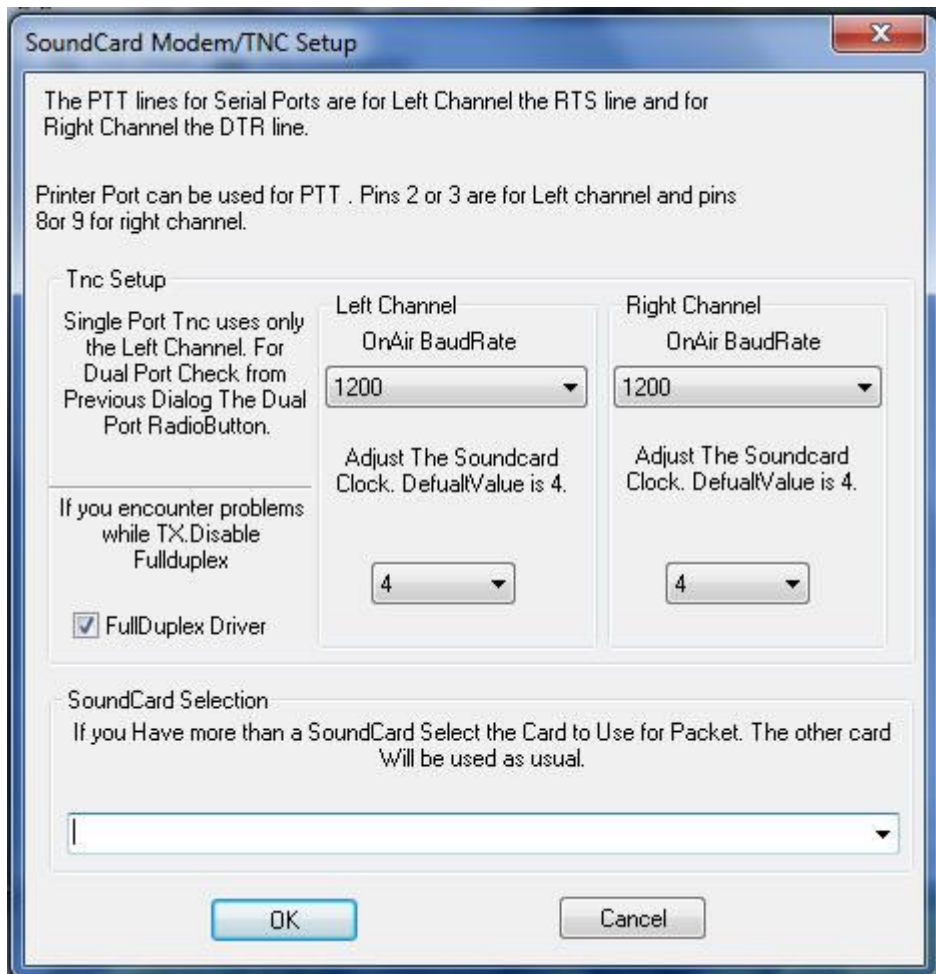 SoundCard Modem/TNC Setup
The PTT lines for Serial Ports are for Left Channel the RTS line and for
Right Channel the DTR line.
Printer Port can be used for PTT . Pins 2 or 3 are for Left channel and pins
8or 9 for right channel.
Tnc Setup
Single Port Tnc uses only
the Left Channel. For
Dual Port Check from
Previous Dialog The Dual
Port RadioButton.
If you encounter problems
while TX.Disable
Fullduplex
FullDuplex Driver
Left Channel
OnAir BaudRate
1200
Adjust The Soundcard
Clock. DefualtValue is 4.
4
Right Channel
OnAir BaudRate
1200
Adjust The Soundcard
Clock. DefualtValue is 4.
4
SoundCard Selection
If you Have more than a SoundCard Select the Card to Use for Packet. The other card
Will be used as usual.
OK
Cancel